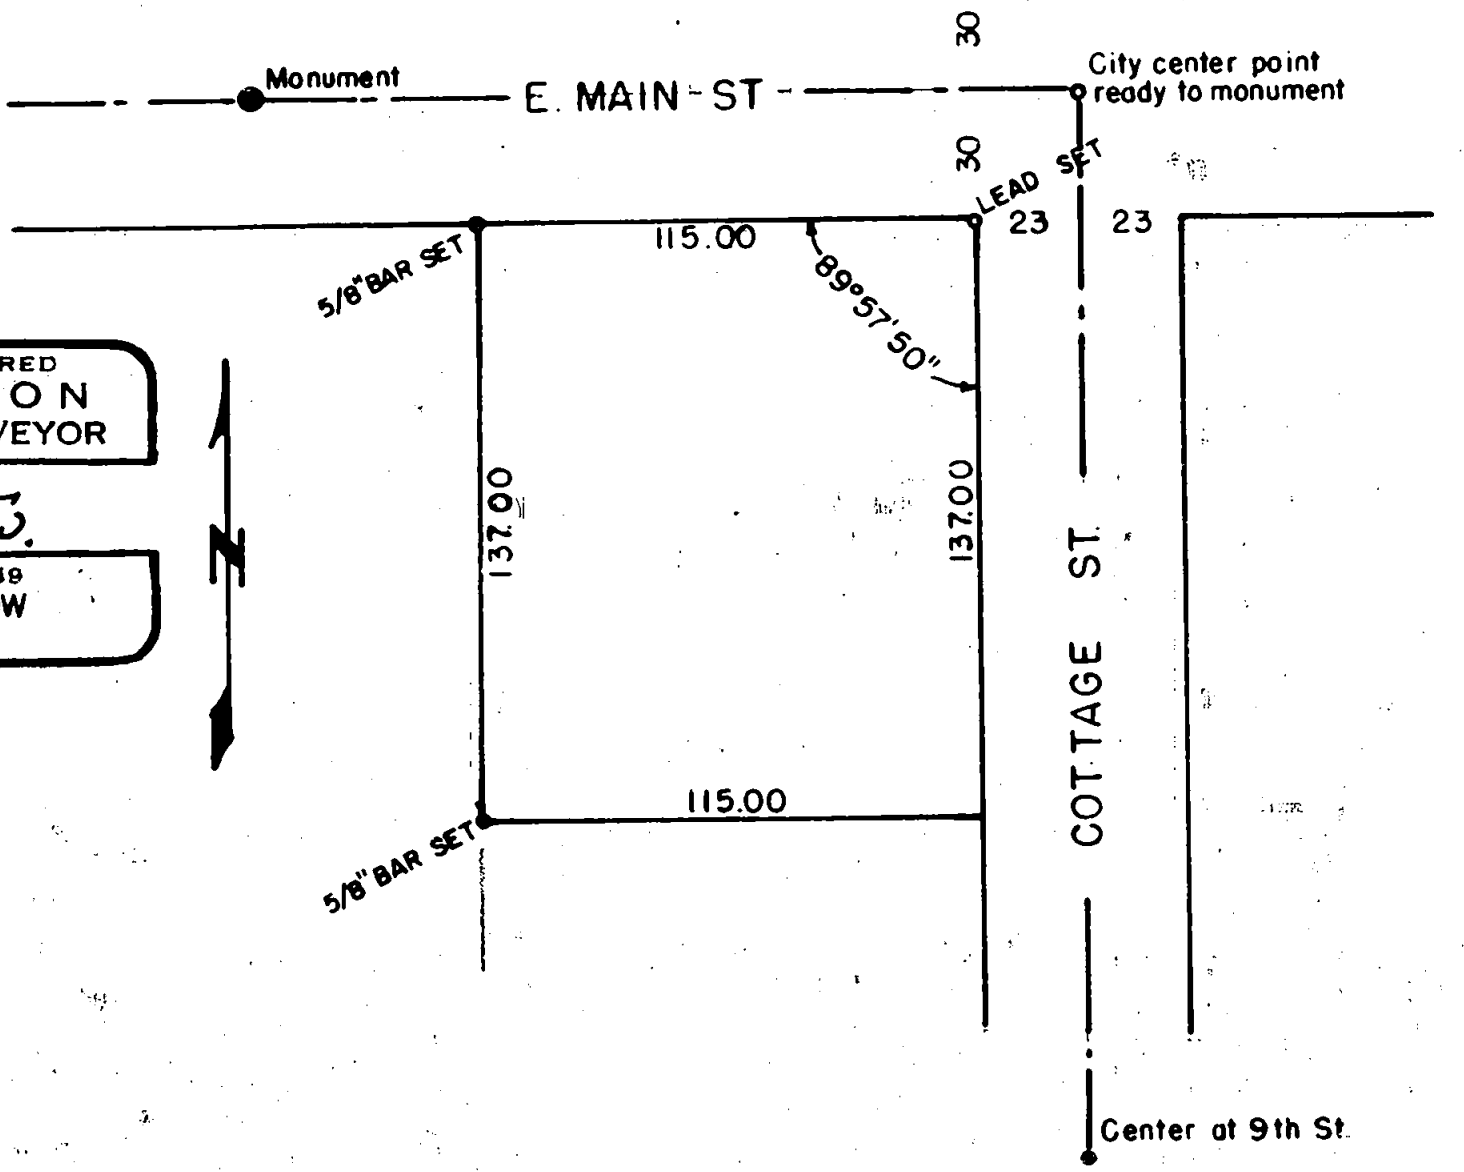 30
City center point
ready to monument
Monument
E. MAIN ST
30
LEAD SET
23
23
115.00
5/8" BAR SET
89°57'50"
RED
ON
VEYOR
N
137.00
137.00
COTTAGE ST.
C.
W
115.00
5/8" BAR SET
Center at 9th St.